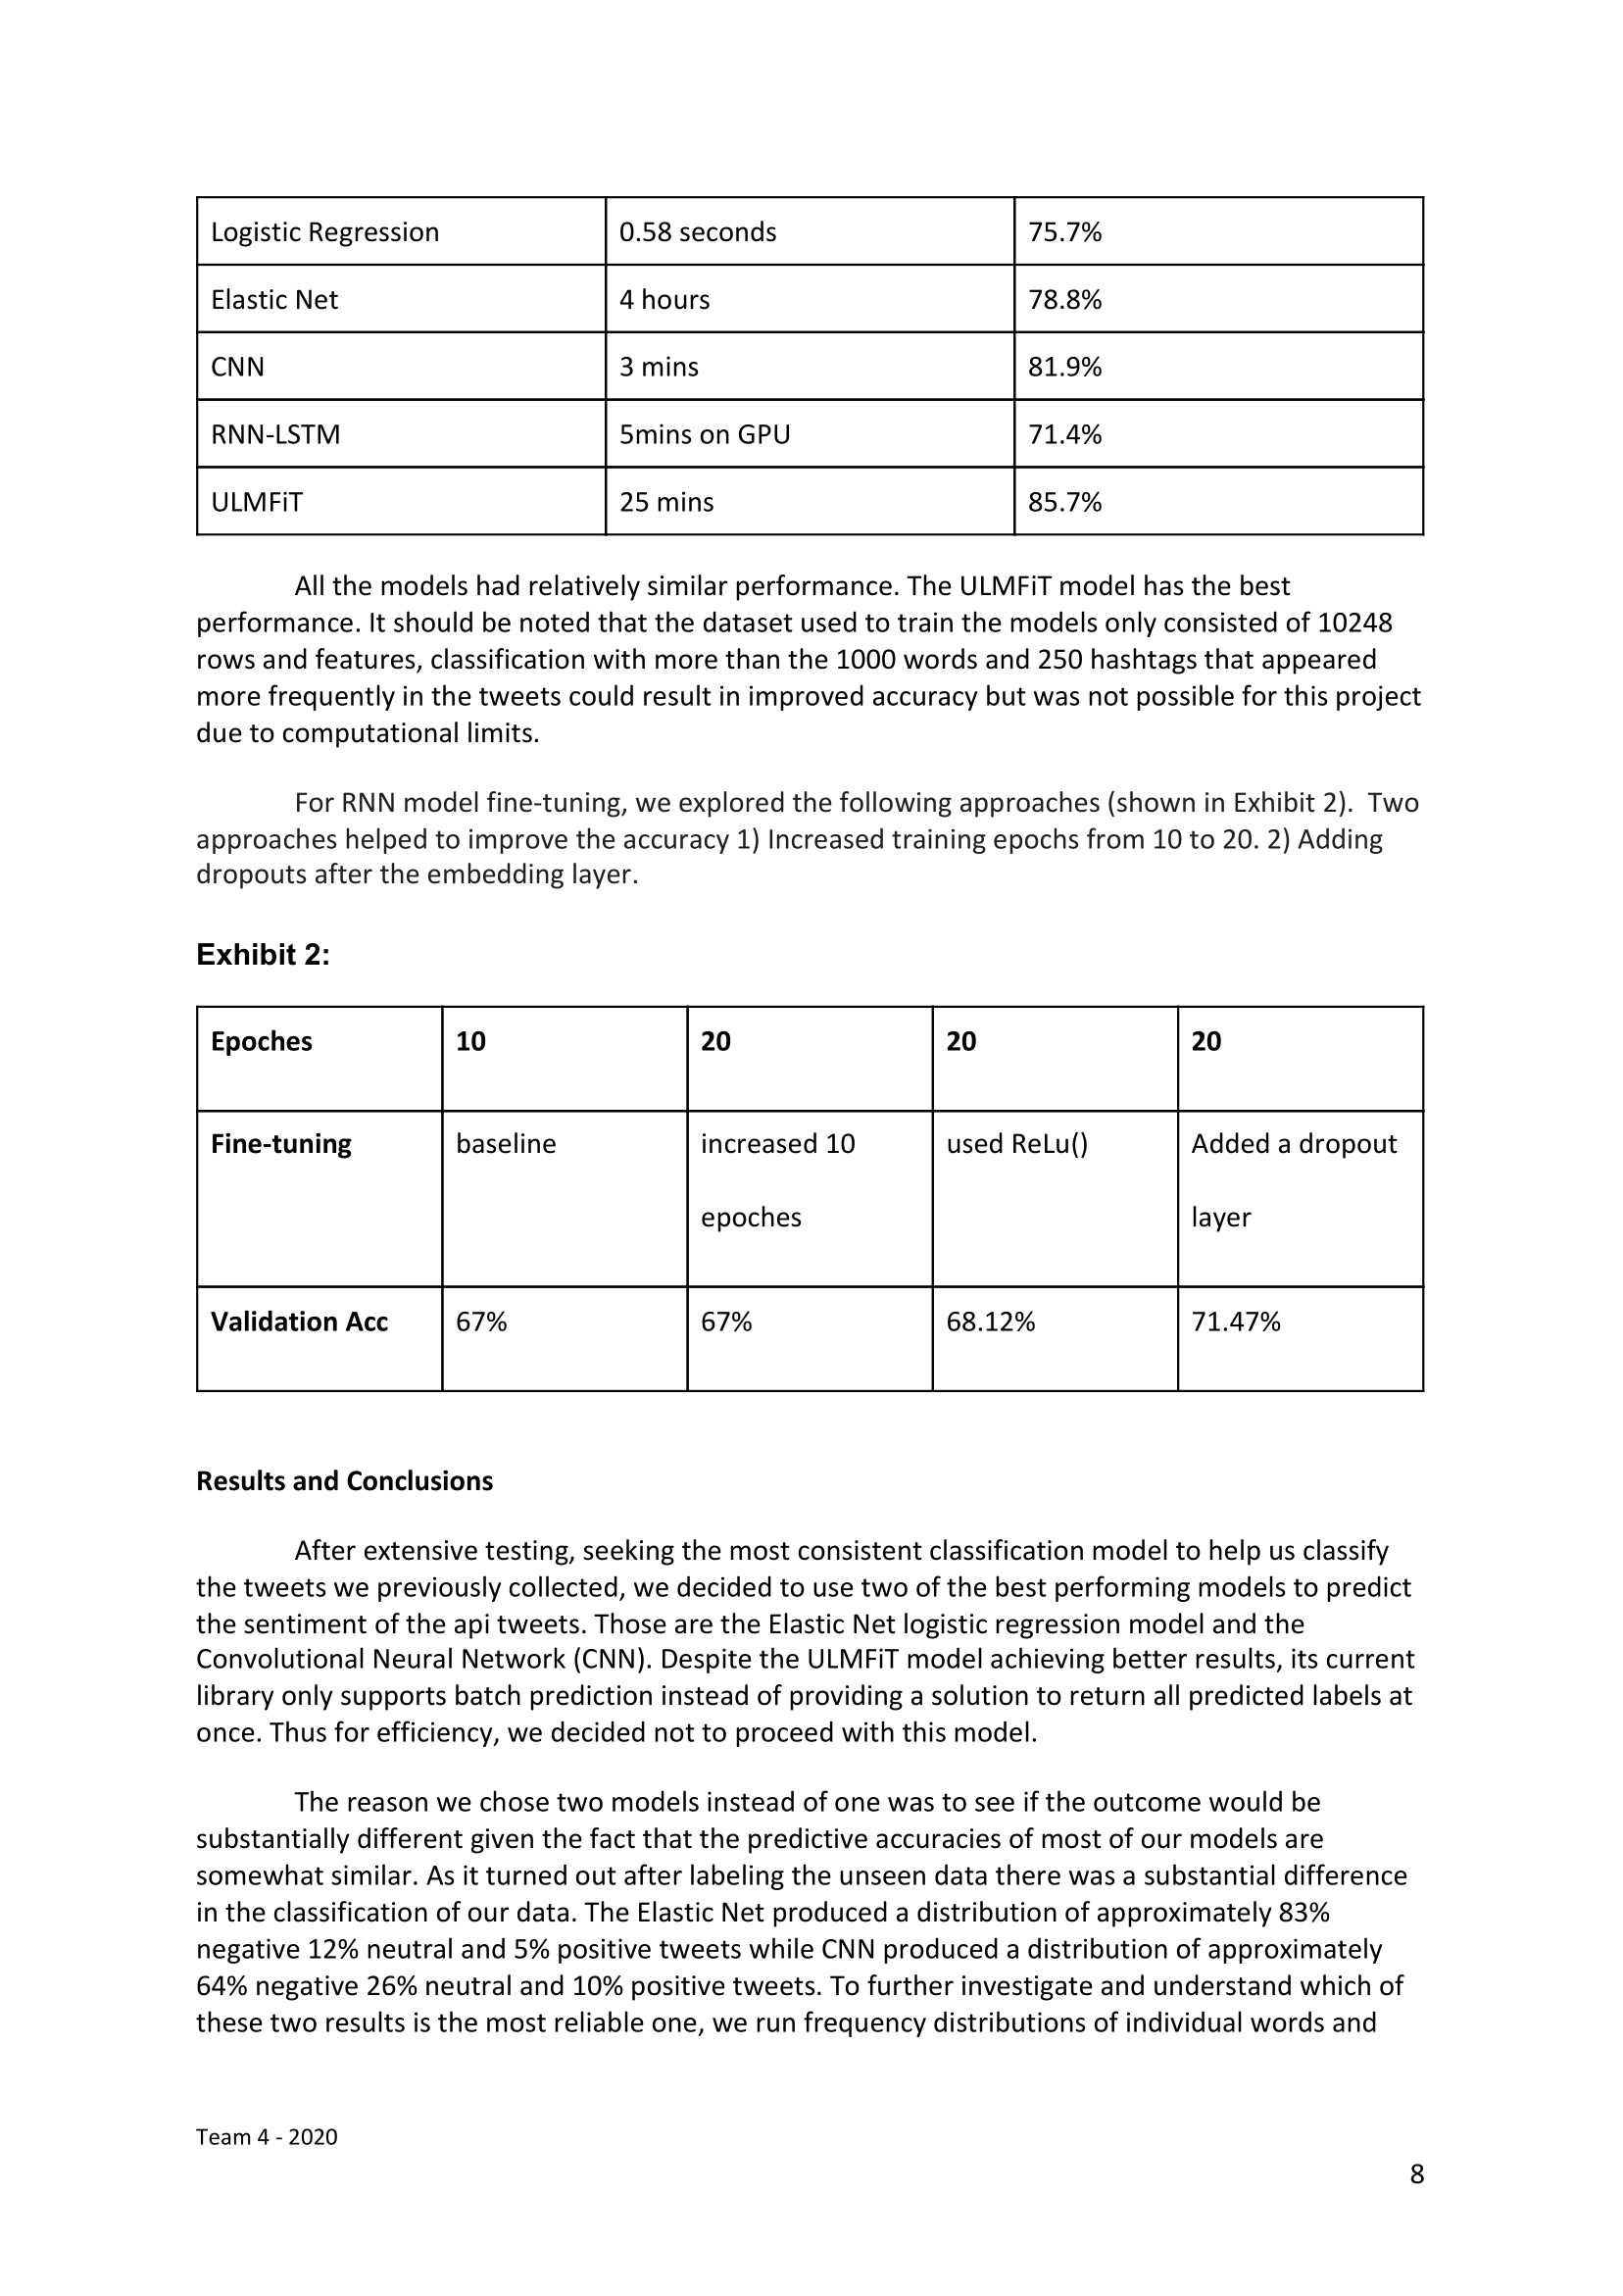 Logistic Regression 0.58 seconds 75.7%
Elastic Net 4 hours 78.8%
CNN 3 mins 81.9%
RNN-LSTM 5mins on GPU 71.4%
ULMFiT 25 mins 85.7%
All the models had relatively similar performance. The ULMFiT model has the best
performance. It should be noted that the dataset used to train the models only consisted of 10248
rows and features, classification with more than the 1000 words and 250 hashtags that appeared
more frequently in the tweets could result in improved accuracy but was not possible for this project
due to computational limits.
For RNN model fine-tuning, we explored the following approaches (shown in Exhibit 2).  Two
approaches helped to improve the accuracy 1) Increased training epochs from 10 to 20. 2) Adding
dropouts after the embedding layer.
Exhibit 2:
Epoches 10 20 20 20
Fine-tuning baseline increased 10 used ReLu() Added a dropout
epoches layer
Validation Acc 67% 67% 68.12% 71.47%
Results and Conclusions
After extensive testing, seeking the most consistent classification model to help us classify
the tweets we previously collected, we decided to use two of the best performing models to predict
the sentiment of the api tweets. Those are the Elastic Net logistic regression model and the
Convolutional Neural Network (CNN). Despite the ULMFiT model achieving better results, its current
library only supports batch prediction instead of providing a solution to return all predicted labels at
once. Thus for efficiency, we decided not to proceed with this model.
The reason we chose two models instead of one was to see if the outcome would be
substantially different given the fact that the predictive accuracies of most of our models are
somewhat similar. As it turned out after labeling the unseen data there was a substantial difference
in the classification of our data. The Elastic Net produced a distribution of approximately 83%
negative 12% neutral and 5% positive tweets while CNN produced a distribution of approximately
64% negative 26% neutral and 10% positive tweets. To further investigate and understand which of
these two results is the most reliable one, we run frequency distributions of individual words and
Team 4 - 2020
8